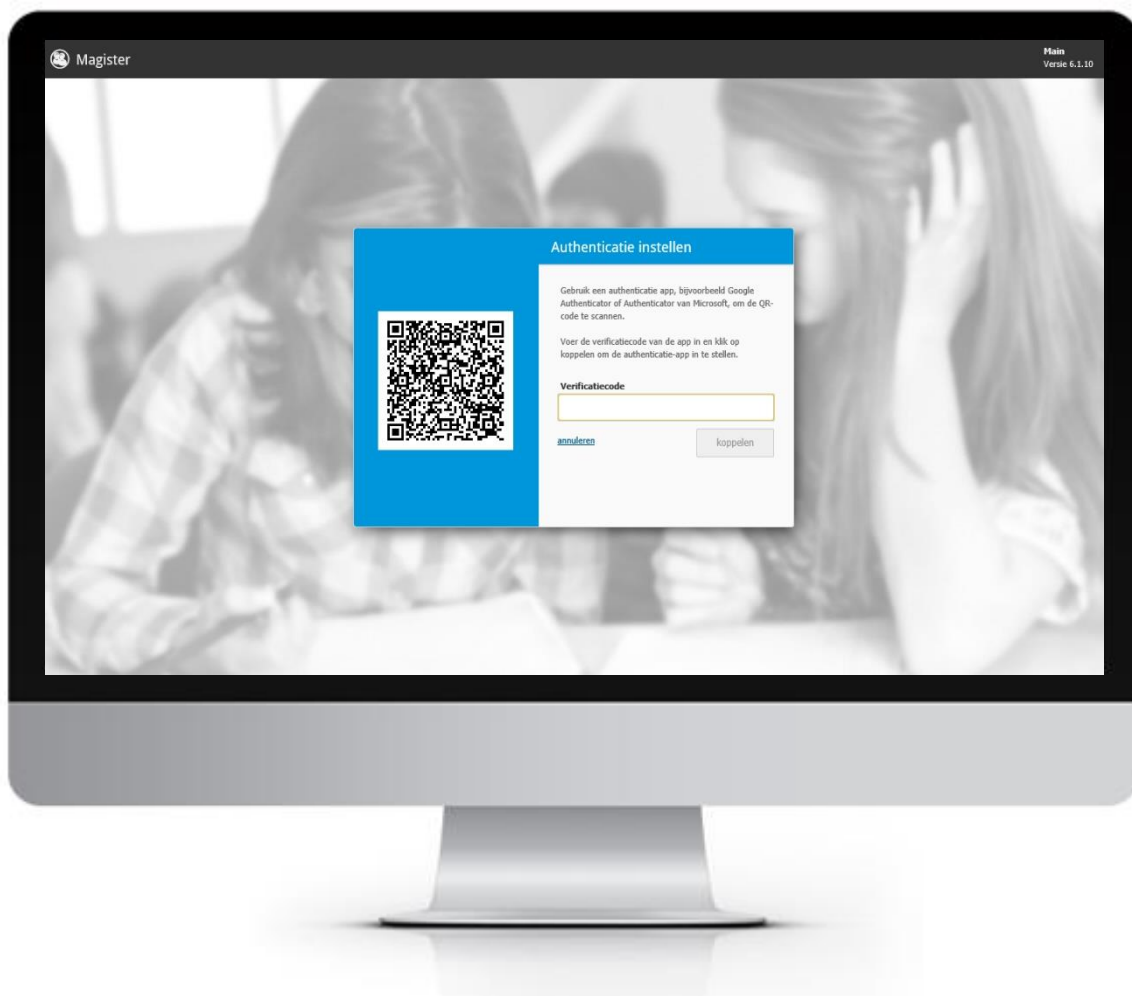 Magister
Main
Versie 6.1.10
Authenticatie instellen
Gebruik een authenticatie app, bijvoorbeeld Google
Authenticator of Authenticator van Microsoft, om de QR-
code te scannen.
Voer de verificatiecode van de app in en klik op
koppelen om de authenticatie-app in te stellen.
Verificatiecode
annuleren
koppelen